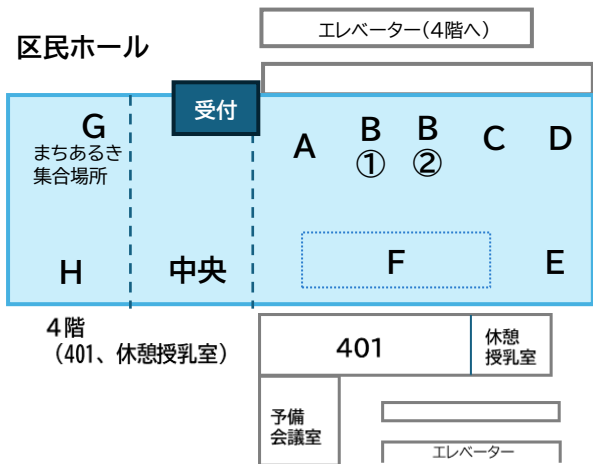 エレベーター(4階へ)
区民ホール
受付
G
まちあるき
集合場所
A
B
①
B
②
C
D
H
中央
F
E
4階
(401、休憩授乳室)
401
休憩
授乳室
予備
会議室
エレベーター